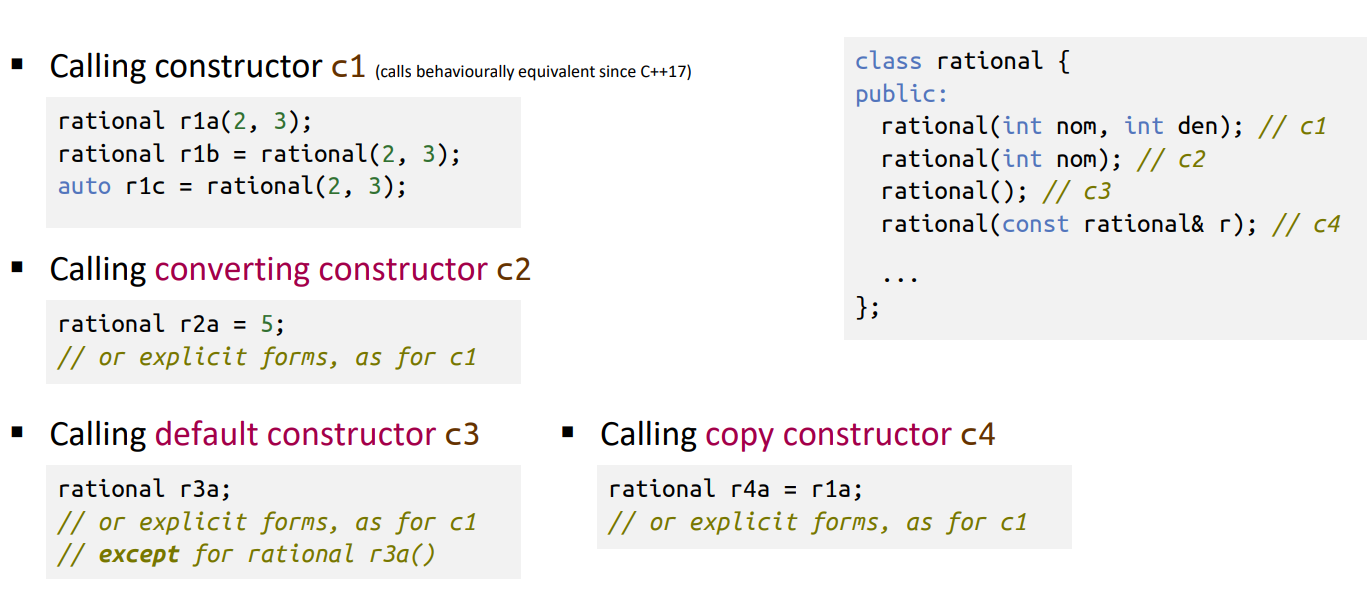 ▪ Calling constructor c1 (calls behaviourally equivalent since C++17)
rational r1a(2, 3);
rational r1b = rational(2, 3);
auto r1c = rational(2, 3);
▪ Calling converting constructor c2
rational r2a = 5;
// or explicit forms, as for c1
▪ Calling default constructor c3
rational r3a;
// or explicit forms, as for c1
// except for rational r3a()
▪ Calling copy constructor c4
rational r4a = r1a;
// or explicit forms, as for c1
class rational {
public:
rational(int nom, int den); // c1
rational(int nom); // c2
rational(); // c3
rational(const rational& r); // c4
...
};